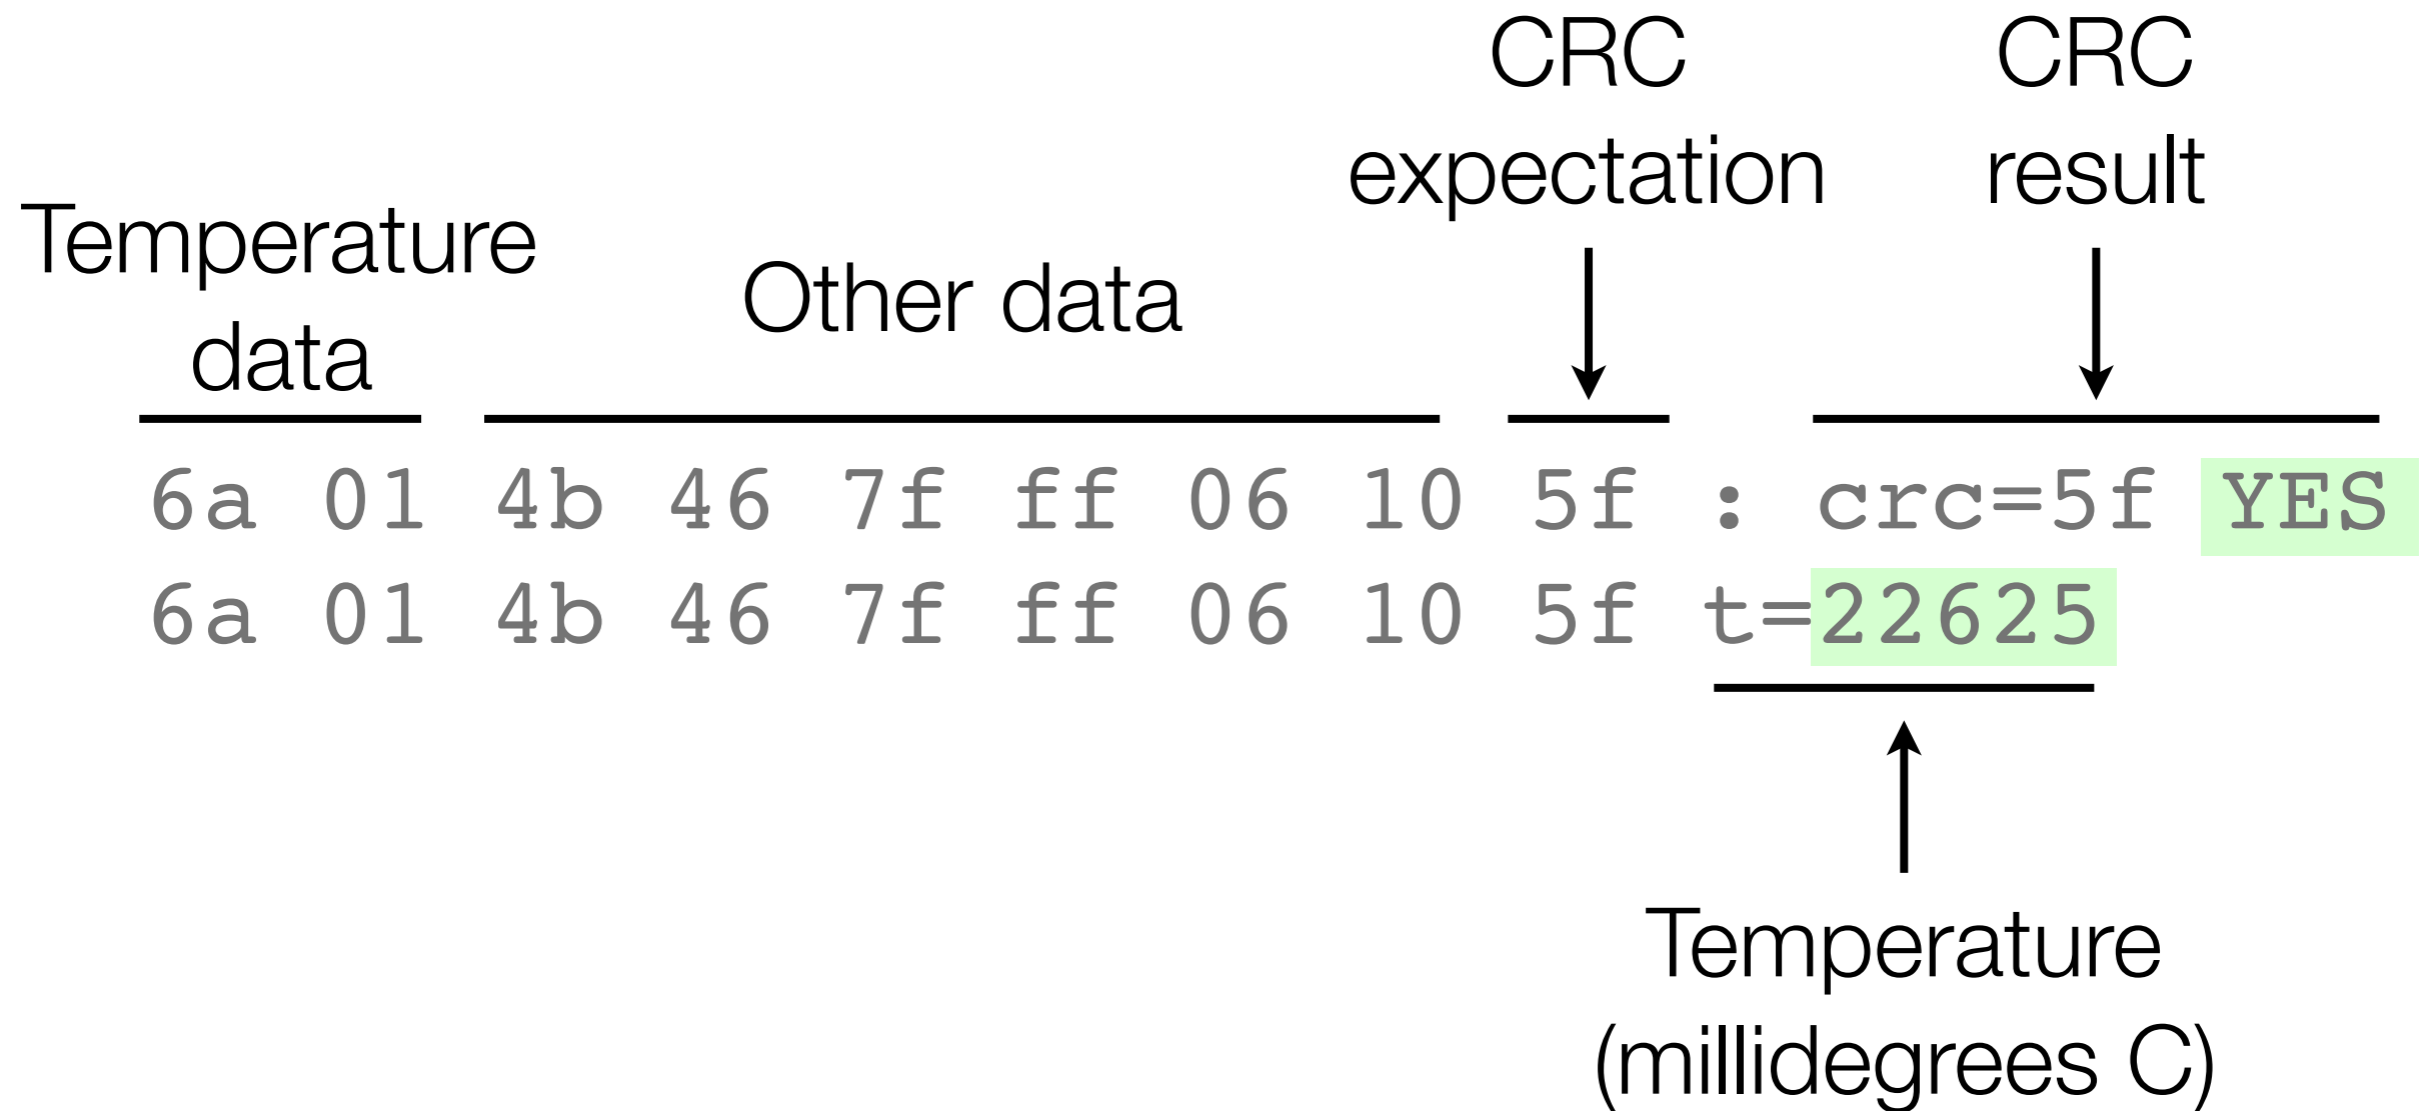 CRC
expectation
CRC
result
Temperature
data
Other data
6a 01 4b 46 7f ff 06 10 5f : crc=5f YES
6a 01 4b 46 7f ff 06 10 5f t=22625
Temperature
(millidegrees C)